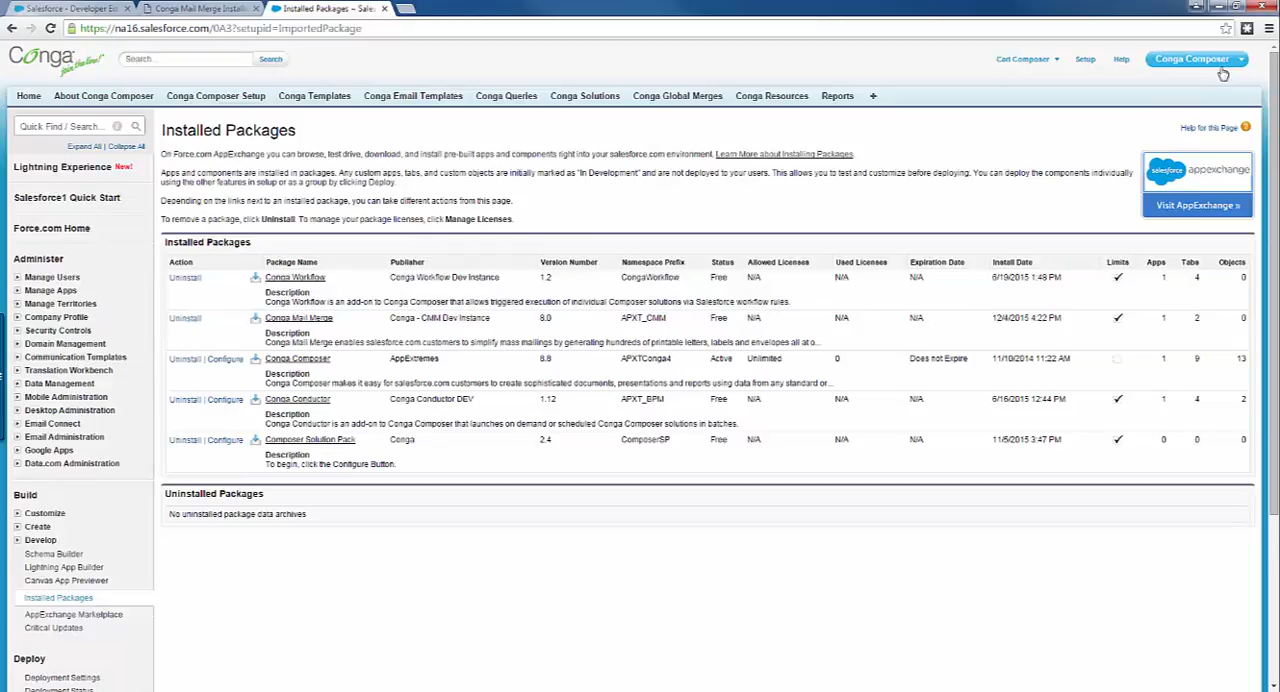 Salesforce - Developer Ed
Conga Mail Merge Install
Installed Packages ~ Sale
https://na16.salesforce.com/0A3?setupid=ImportedPackage
Conga join the line!
Search...
Search
Cart Composer
Setup
Help
Conga Composer
Home
About Conga Composer
Conga Composer Setup
Conga Templates
Conga Email Templates
Conga Queries
Conga Solutions
Conga Global Merges
Conga Resources
Reports
+
Quick Find / Search...
Expand All | Collapse All
Lightning Experience New!
Salesforce1 Quick Start
Force.com Home
Administer
Manage Users
Manage Apps
Manage Territories
Company Profile
Security Controls
Domain Management
Communication Templates
Translation Workbench
Data Management
Mobile Administration
Desktop Administration
Email Connect
Email Administration
Google Apps
Data.com Administration
Build
Customize
Create
Develop
Schema Builder
Lightning App Builder
Canvas App Previewer
Installed Packages
AppExchange Marketplace
Critical Updates
Deploy
Deployment Settings
Deployment Status
Installed Packages
Help for this Page
On Force.com AppExchange you can browse, test drive, download, and install pre-built apps and components right into your salesforce.com environment. Learn More about Installing Packages.
Apps and components are installed in packages. Any custom apps, tabs, and custom objects are initially marked as "In Development" and are not deployed to your users. This allows you to test and customize before deploying. You can deploy the components individually
using the other features in setup or as a group by clicking Deploy.
Depending on the links next to an installed package, you can take different actions from this page.
To remove a package, click Uninstall. To manage your package licenses, click Manage Licenses.
salesforce appexchange
Visit AppExchange »
Installed Packages
Action Package Name Publisher Version Number Namespace Prefix Status Allowed Licenses Used Licenses Expiration Date Install Date Limits Apps Tabs Objects
Uninstall Conga Workflow Conga Workflow Dev Instance 1.2 CongaWorkflow Free N/A N/A N/A 6/19/2015 1:48 PM ✓ 1 4 0
Description
Conga Workflow is an add-on to Conga Composer that allows triggered execution of individual Composer solutions via Salesforce workflow rules.
Uninstall Conga Mail Merge Conga - CMM Dev Instance 8.0 APXT_CMM Free N/A N/A N/A 12/4/2015 4:22 PM ✓ 1 2 0
Description
Conga Mail Merge enables salesforce.com customers to simplify mass mailings by generating hundreds of printable letters, labels and envelopes all at o...
Uninstall | Configure Conga Composer AppExtremes 8.8 APXTConga4 Active Unlimited 0 Does not Expire 11/10/2014 11:22 AM 1 9 13
Description
Conga Composer makes it easy for salesforce.com customers to create sophisticated documents, presentations and reports using data from any standard or...
Uninstall | Configure Conga Conductor Conga Conductor DEV 1.12 APXT_BPM Free N/A N/A N/A 6/16/2015 12:44 PM ✓ 1 4 2
Description
Conga Conductor is an add-on to Conga Composer that launches on demand or scheduled Conga Composer solutions in batches.
Uninstall | Configure Composer Solution Pack Conga 2.4 ComposerSP Free N/A N/A N/A 11/5/2015 3:47 PM ✓ 0 0 0
Description
To begin, click the Configure Button.
Uninstalled Packages
No uninstalled package data archives